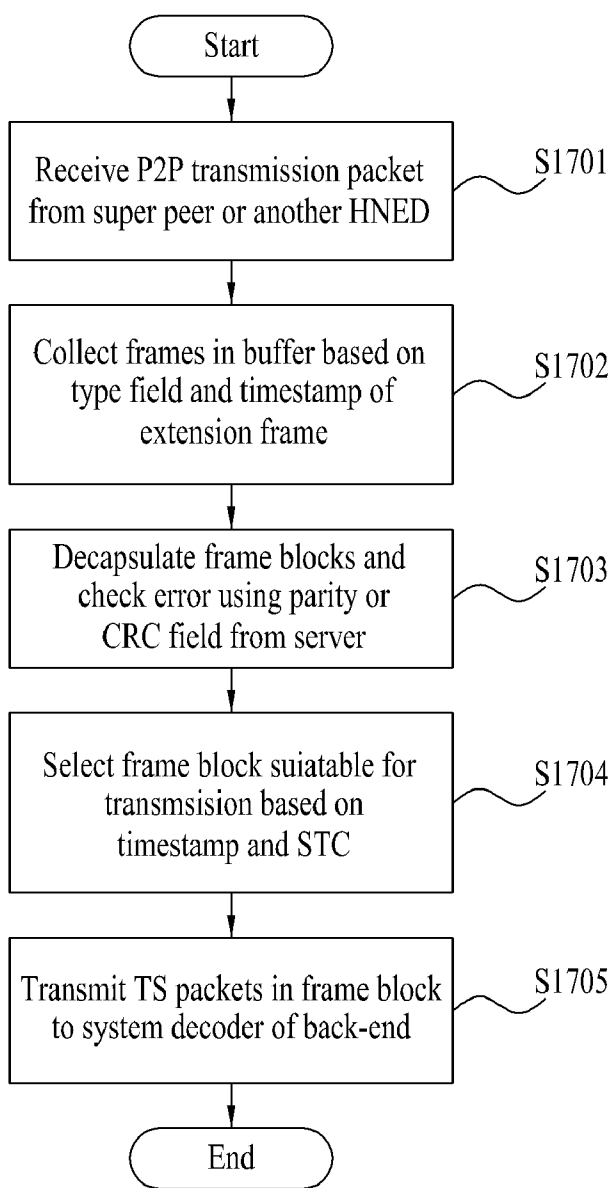 Start
Receive P2P transmission packet
from super peer or another HNED
S1701
Collect frames in buffer based on
type field and timestamp of
extension frame
S1702
Decapsulate frame blocks and
check error using parity or
CRC field from server
S1703
Select frame block suiatable for
transmsision based on
timestamp and STC
S1704
Transmit TS packets in frame block
to system decoder of back-end
S1705
End